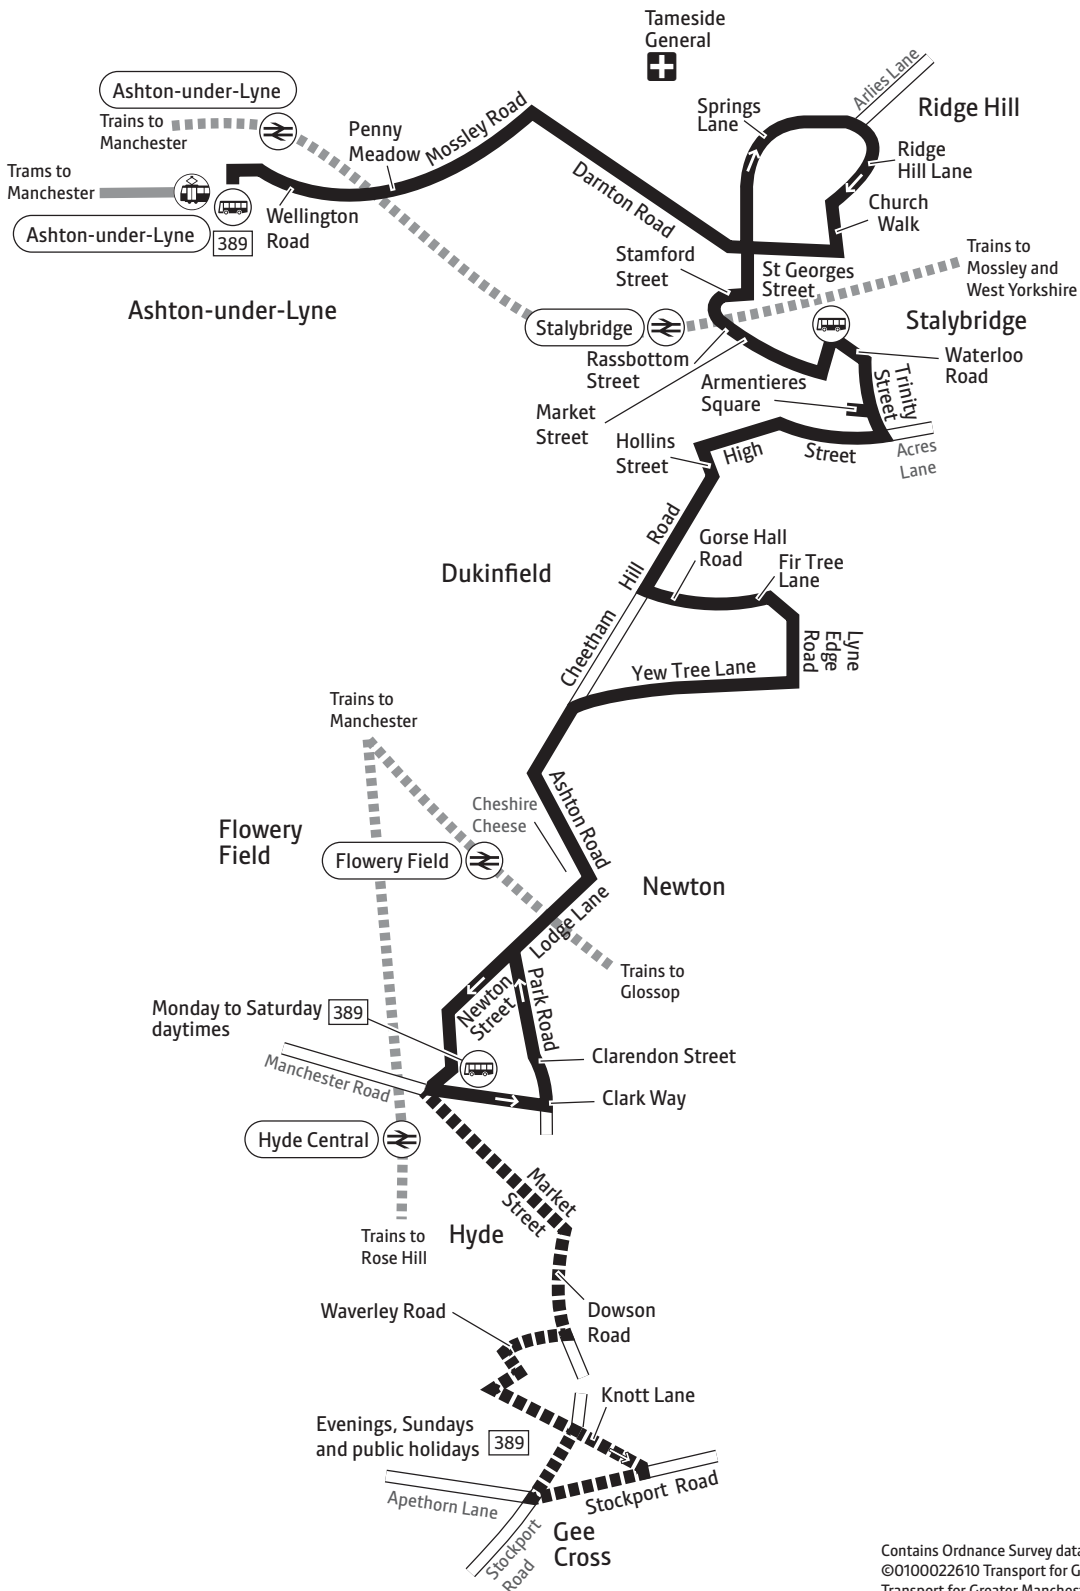 Tameside
General
Ashton-under-Lyne
Trains to
Manchester
Penny
Meadow
Mossley Road
Springs
Lane
Arlies Lane
Ridge Hill
Ridge
Hill Lane
Trams to
Manchester
Wellington
Road
Ashton-under-Lyne
389
Darnton Road
Church
Walk
Stamford
Street
St Georges
Street
Trains to
Mossley and
West Yorkshire
Ashton-under-Lyne
Stalybridge
Stalybridge
Rassbottom
Street
Waterloo
Road
Armentieres
Square
Trinity
Street
Market
Street
Hollins
Street
High Street
Acres
Lane
Cheetham Hill Road
Gorse Hall
Road
Fir Tree
Lane
Dukinfield
Lyne
Edge
Road
Yew Tree Lane
Trains to
Manchester
Ashton Road
Cheshire
Cheese
Flowery
Field
Flowery Field
Newton
Lodge Lane
Trains to
Glossop
Newton
Street
Park Road
Monday to Saturday 389
daytimes
Clarendon Street
Manchester Road
Clark Way
Hyde Central
Market
Street
Trains to
Rose Hill
Hyde
Waverley Road
Dowson
Road
Knott Lane
Evenings, Sundays
and public holidays 389
Stockport Road
Apethorn Lane
Stockport
Road
Gee
Cross
Contains Ordnance Survey data
©0100022610 Transport for G
Transport for Greater Manchester